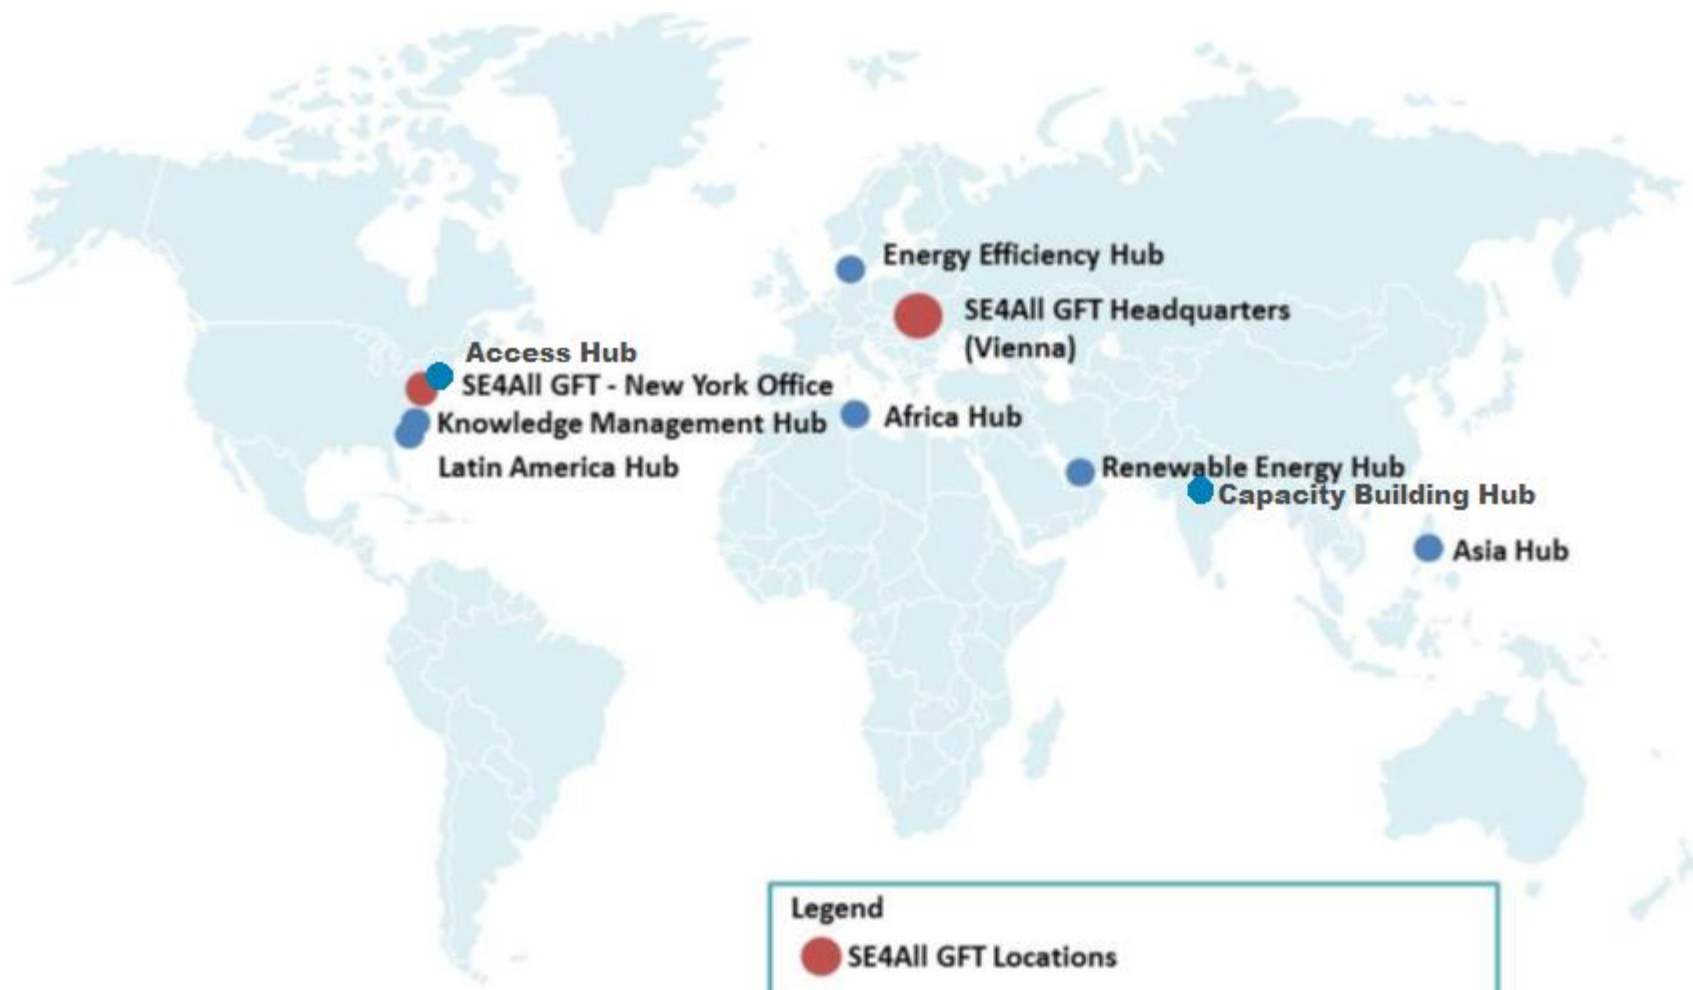 Energy Efficiency Hub
SE4All GFT Headquarters
(Vienna)
Access Hub
SE4All GFT - New York Office
Knowledge Management Hub
Africa Hub
Latin America Hub
Renewable Energy Hub
Capacity Building Hub
Asia Hub
Legend
SE4All GFT Locations